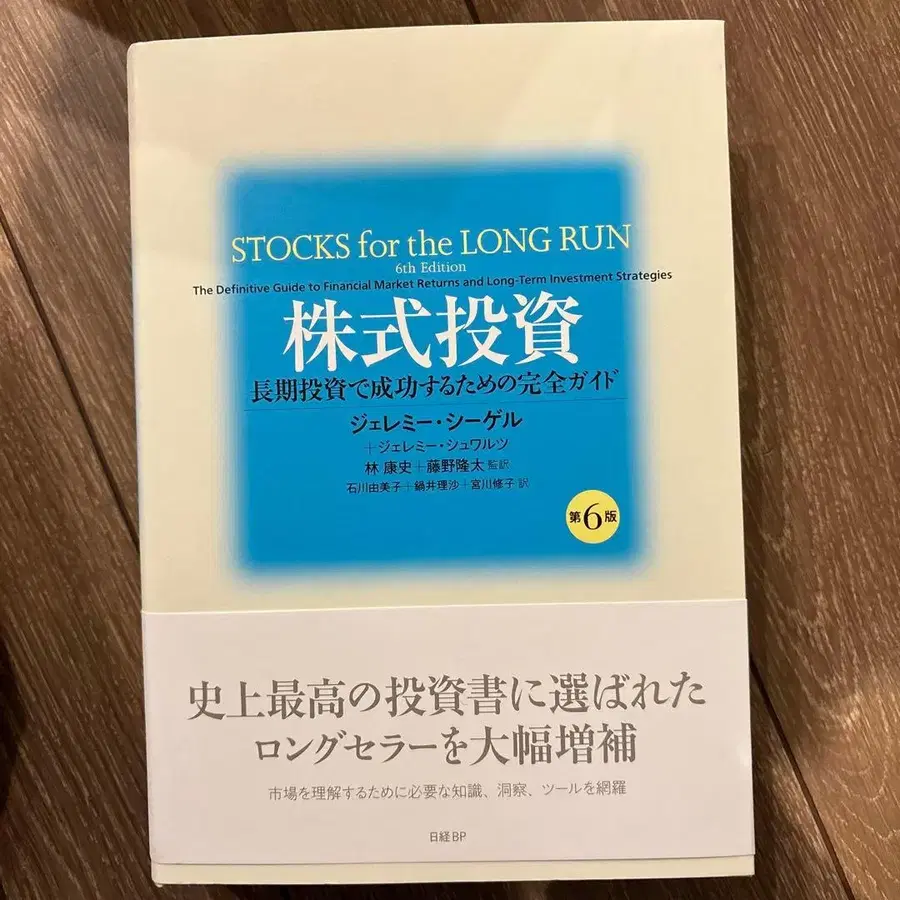 STOCKS for the LONG RUN
6th Edition
The Definitive Guide to Financial Market Returns and Long-Term Investment Strategies
株式投資
長期投資で成功するための完全ガイド
ジェレミー・シーゲル
+ジェレミー・シュワルツ
林 康史+藤野隆太 監訳
石川由美子+鍋井理沙+宮川修子 訳
第6版
史上最高の投資書に選ばれた
ロングセラーを大幅増補
市場を理解するために必要な知識、洞察、ツールを網羅
日経BP